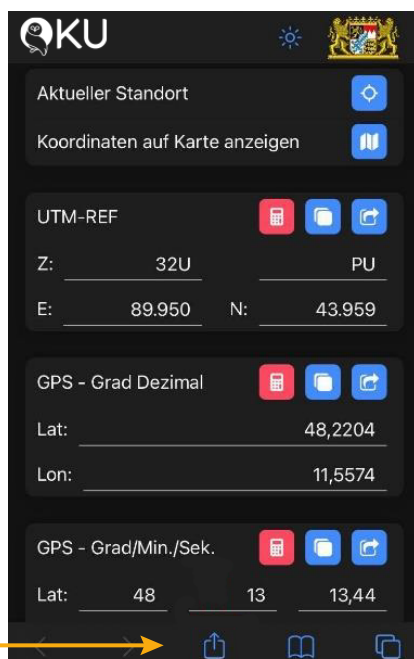 KU
Aktueller Standort
Koordinaten auf Karte anzeigen
UTM-REF
Z: 32U PU
E: 89.950 N: 43.959
GPS - Grad Dezimal
Lat: 48,2204
Lon: 11,5574
GPS - Grad/Min./Sek.
Lat: 48 13 13,44